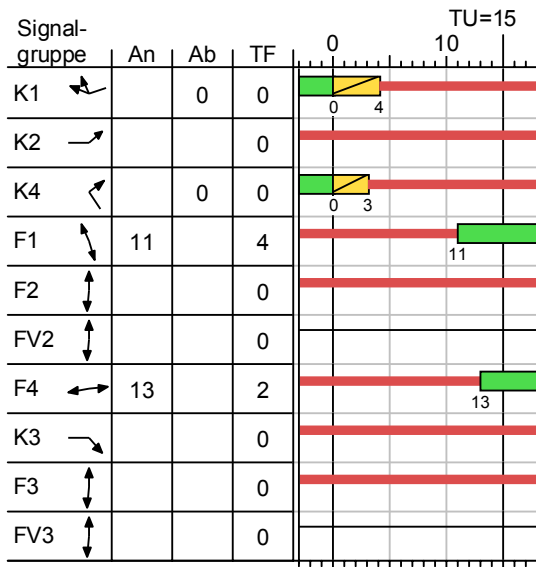 TU=15
Signal-
gruppe An Ab TF 0 10
K1 0 0
0 4
K2 0
K4 0 0
0 3
F1 11 4
11
F2 0
FV2 0
F4 13 2
13
K3 0
F3 0
FV3 0